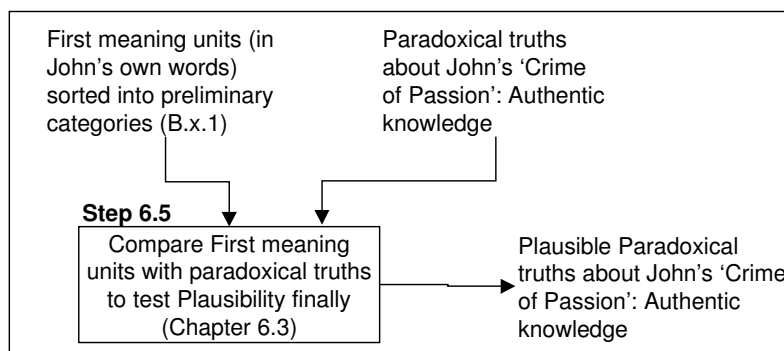 First meaning units (in
John's own words)
sorted into preliminary
categories (B.x.1)
Paradoxical truths
about John's ‘Crime
of Passion’: Authentic
knowledge
Step 6.5
Compare First meaning
units with paradoxical truths
to test Plausibility finally
(Chapter 6.3)
Plausible Paradoxical
truths about John's ‘Crime
of Passion’: Authentic
knowledge